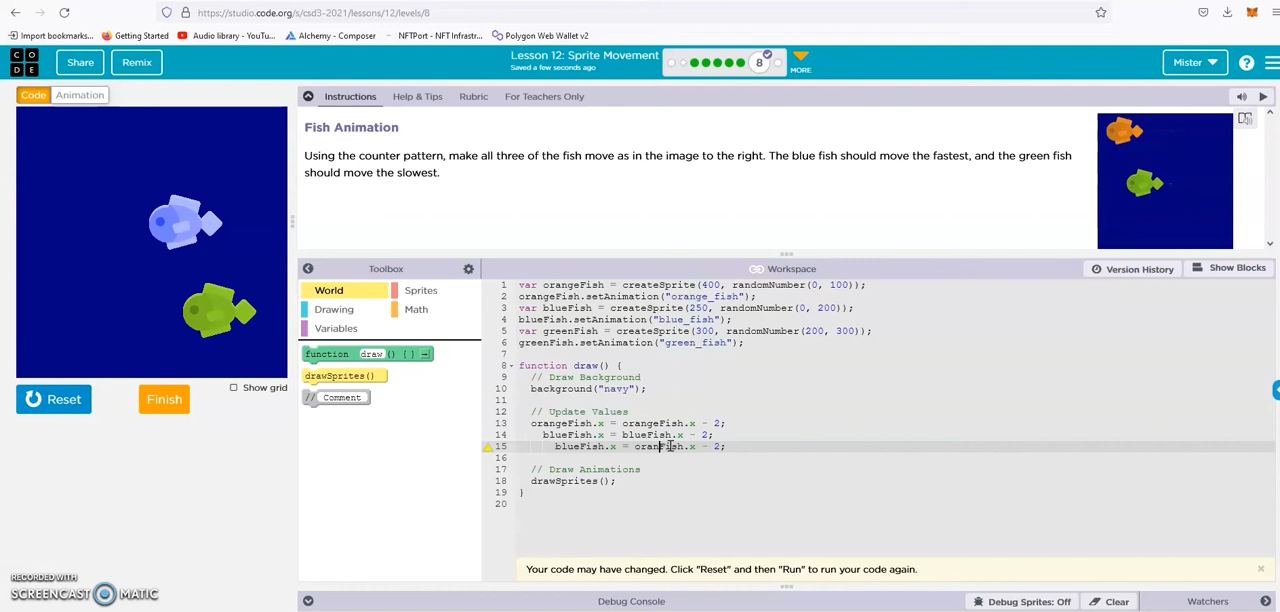 https://studio.code.org/s/csd3-2021/lessons/12/levels/8
Import bookmarks... Getting Started Audio library - YouTu... Alchemy - Composer NFTPort - NFT Infrastr... Polygon Web Wallet v2
C O
D E
Share
Remix
Lesson 12: Sprite Movement
Saved a few seconds ago
8
MORE
Mister
?
Code Animation
Instructions Help & Tips Rubric For Teachers Only
Fish Animation
Using the counter pattern, make all three of the fish move as in the image to the right. The blue fish should move the fastest, and the green fish
should move the slowest.
Toolbox
Workspace
Version History
Show Blocks
World
Sprites
Drawing
Math
Variables
function draw () { }
drawSprites()
// Comment
1 var orangeFish = createSprite(400, randomNumber(0, 100));
2 orangeFish.setAnimation("orange_fish");
3 var blueFish = createSprite(250, randomNumber(0, 200));
4 blueFish.setAnimation("blue_fish");
5 var greenFish = createSprite(300, randomNumber(200, 300));
6 greenFish.setAnimation("green_fish");
7
8 function draw() {
9 // Draw Background
10 background("navy");
11
12 // Update Values
13 orangeFish.x = orangeFish.x - 2;
14 blueFish.x = blueFish.x - 2;
15 blueFish.x = oranFish.x - 2;
16
17 // Draw Animations
18 drawSprites();
19 }
20
Reset
Finish
Show grid
Your code may have changed. Click "Reset" and then "Run" to run your code again.
RECORDED WITH
SCREENCAST MATIC
Debug Console
Debug Sprites: Off
Clear
Watchers